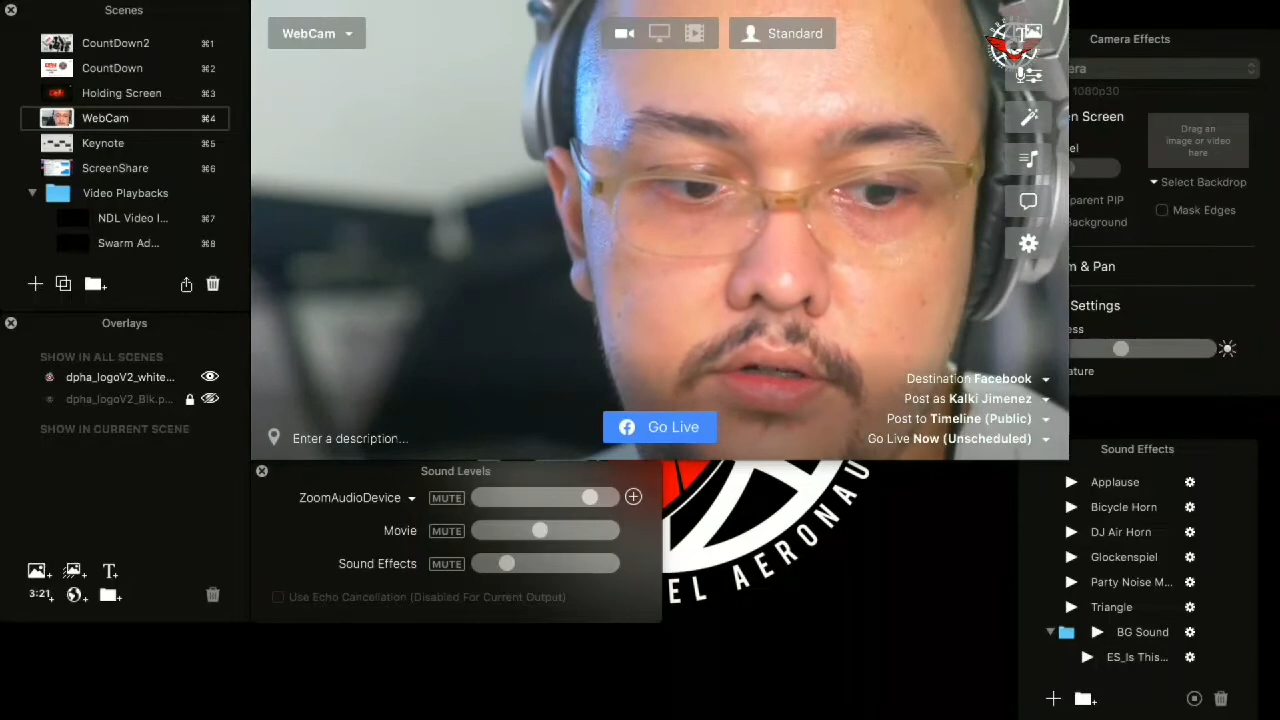 Scenes
CountDown2 ⌘1
CountDown ⌘2
Holding Screen ⌘3
WebCam ⌘4
Keynote ⌘5
ScreenShare ⌘6
Video Playbacks
NDL Video I... ⌘7
Swarm Ad... ⌘8
Overlays
SHOW IN ALL SCENES
dpha_logoV2_white...
dpha_logoV2_Blk.p...
SHOW IN CURRENT SCENE
T+
3:21+
WebCam
Standard
Destination Facebook
Post as Kalki Jimenez
Post to Timeline (Public)
Go Live Now (Unscheduled)
Go Live
Enter a description...
Sound Levels
ZoomAudioDevice MUTE
Movie MUTE
Sound Effects MUTE
Use Echo Cancellation (Disabled For Current Output)
EL AERONAU
Camera Effects
era
1080p30
en Screen
Drag an
image or video
here
el
Select Backdrop
parent PIP
Background
Mask Edges
m & Pan
Settings
ess
ature
Sound Effects
Applause
Bicycle Horn
DJ Air Horn
Glockenspiel
Party Noise M...
Triangle
BG Sound
ES_Is This...